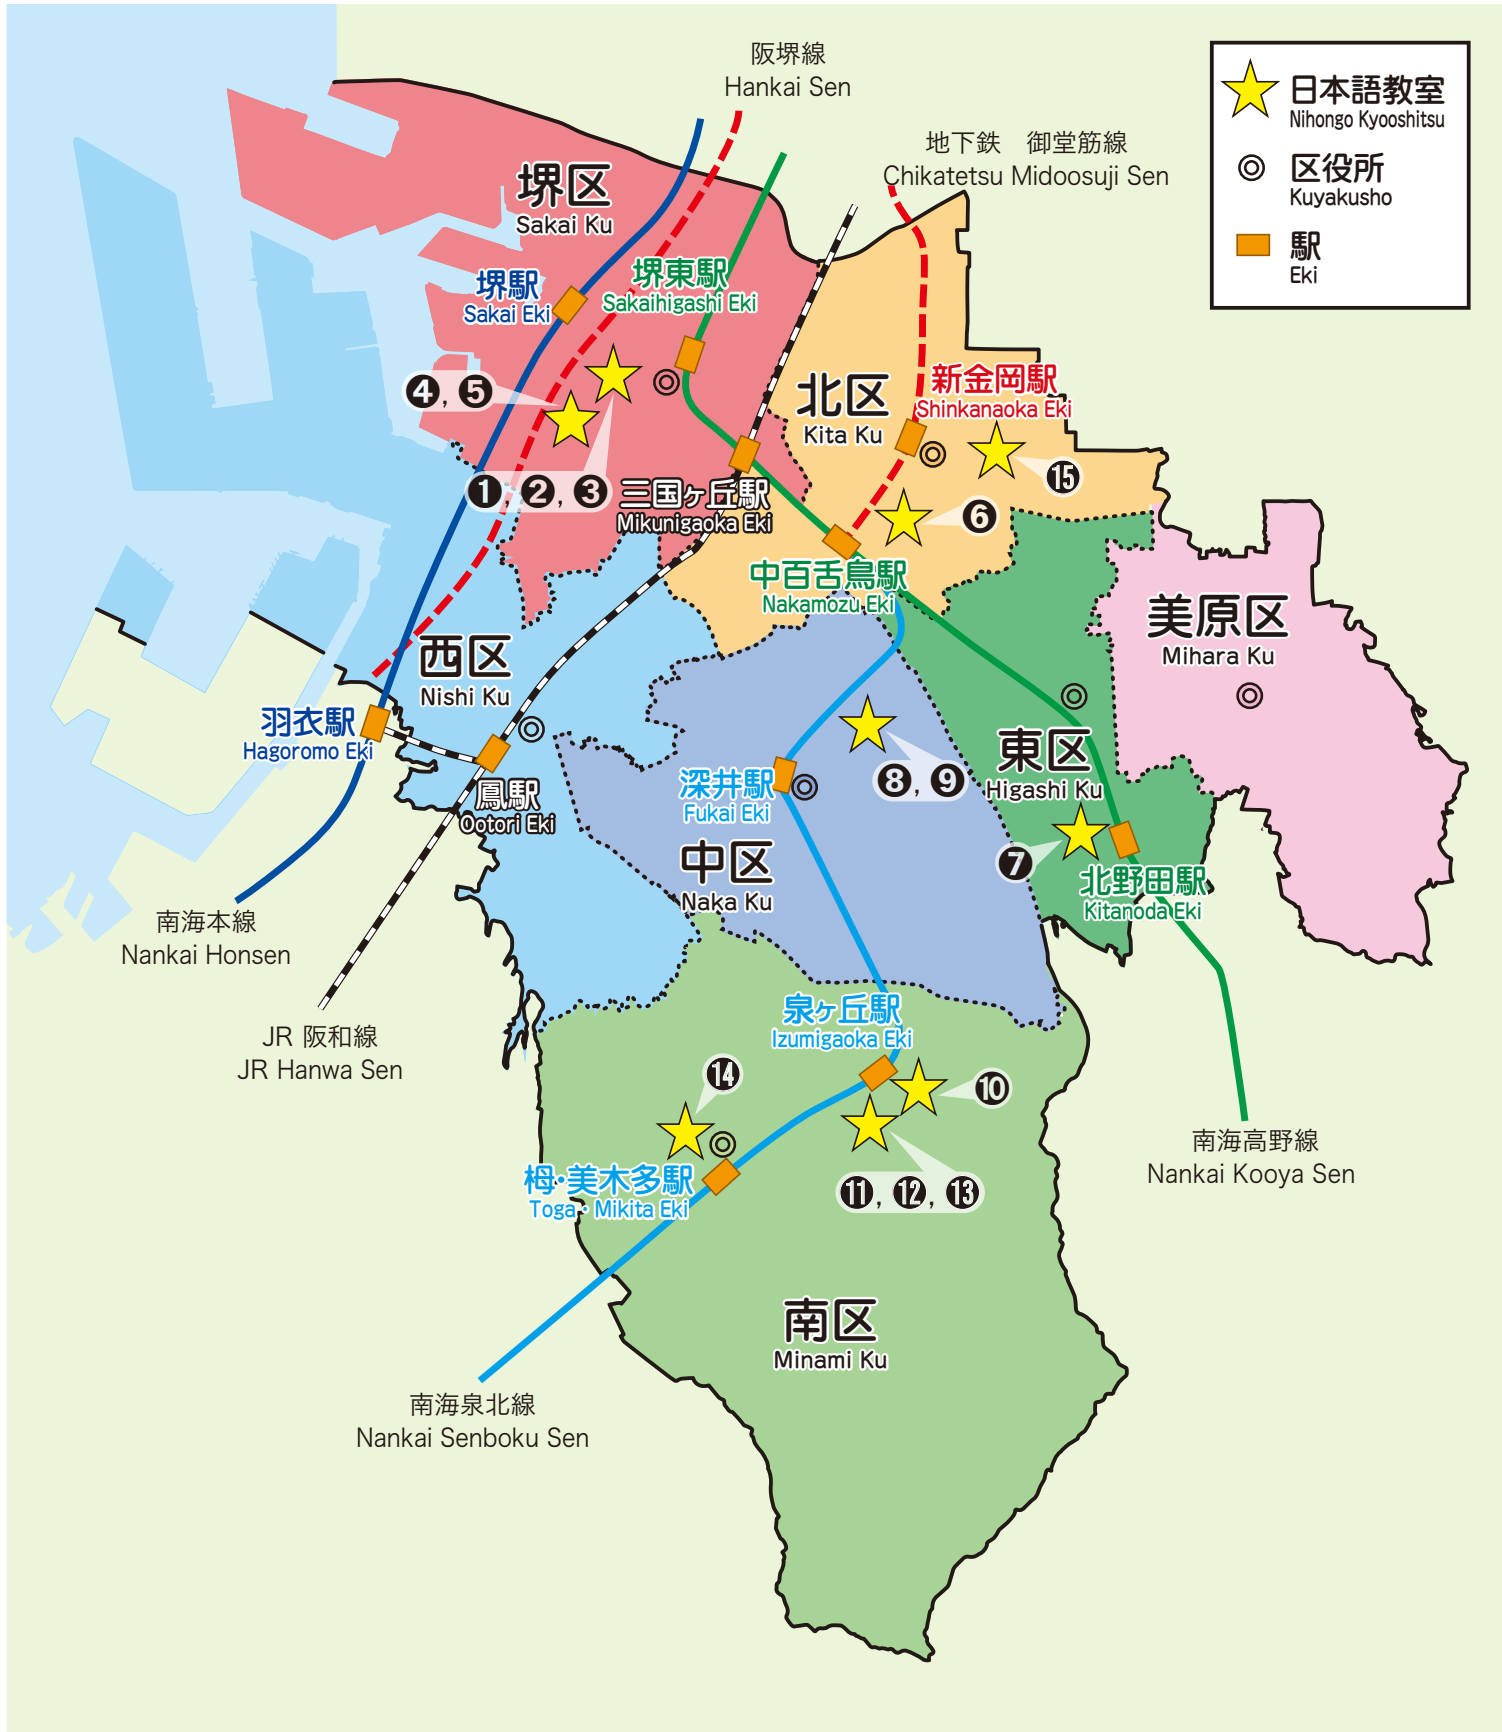 阪堺線
Hankai Sen
地下鉄　御堂筋線
Chikatetsu Midoosuji Sen
日本語教室
Nihongo Kyooshitsu
区役所
Kuyakusho
駅
Eki
堺区
Sakai Ku
堺駅
Sakai Eki
堺東駅
Sakaihigashi Eki
❹, ❺
❶, ❷, ❸
三国ヶ丘駅
Mikunigaoka Eki
北区
Kita Ku
新金岡駅
Shinkanaoka Eki
⓯
❻
中百舌鳥駅
Nakamozu Eki
美原区
Mihara Ku
西区
Nishi Ku
羽衣駅
Hagoromo Eki
鳳駅
Ootori Eki
深井駅
Fukai Eki
❽, ❾
東区
Higashi Ku
中区
Naka Ku
❼
北野田駅
Kitanoda Eki
南海本線
Nankai Honsen
JR 阪和線
JR Hanwa Sen
泉ヶ丘駅
Izumigaoka Eki
⓮
❿
⓫, ⓬, ⓭
栂・美木多駅
Toga・Mikita Eki
南海高野線
Nankai Kooya Sen
南区
Minami Ku
南海泉北線
Nankai Senboku Sen